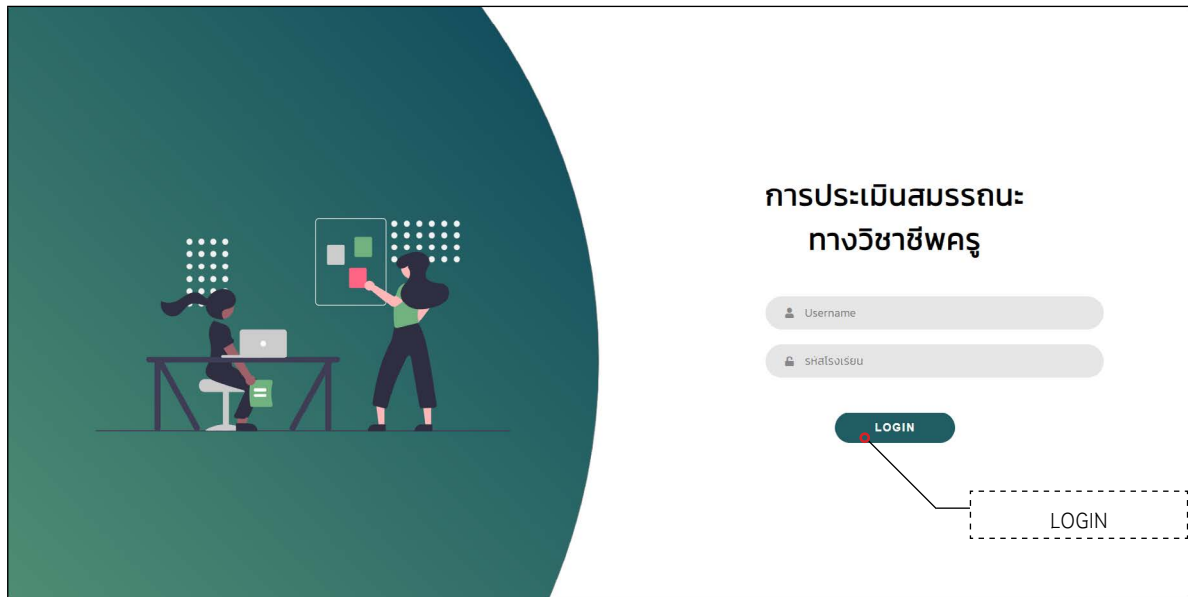 การประเมินสมรรถนะ
ทางวิชาชีพครู
Username
รหัสโรงเรียน
LOGIN
LOGIN